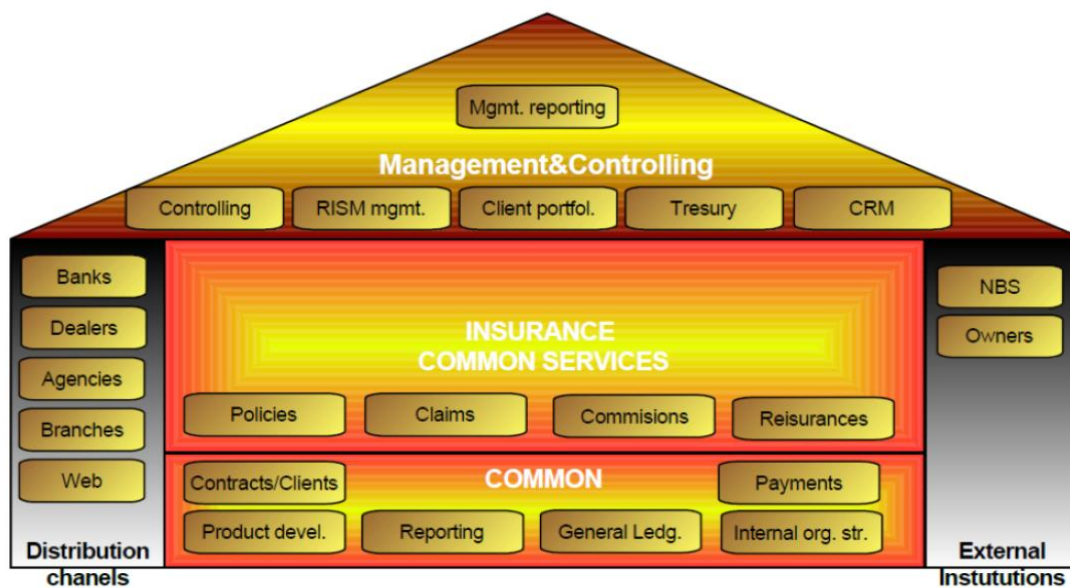 Mgmt. reporting
Management&Controlling
Controlling
RISM mgmt.
Client portfol.
Tresury
CRM
Banks
Dealers
Agencies
Branches
Web
Distribution
chanels
INSURANCE
COMMON SERVICES
Policies
Claims
Commisions
Reisurances
COMMON
Contracts/Clients
Payments
Product devel.
Reporting
General Ledg.
Internal org. str.
NBS
Owners
External
Instututions